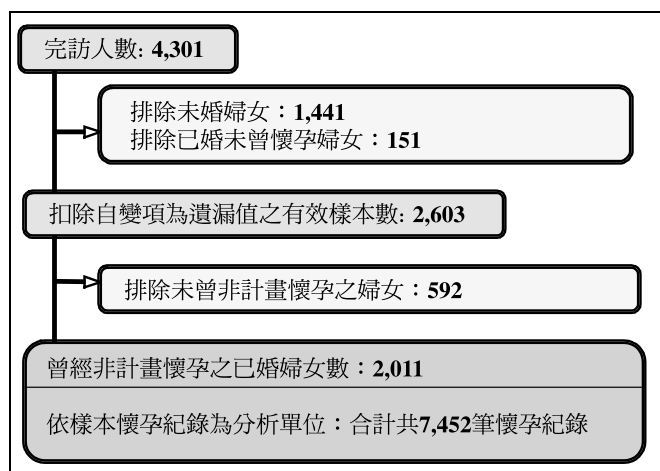 完訪人數: 4,301
排除未婚婦女：1,441
排除已婚未曾懷孕婦女：151
扣除自變項為遺漏值之有效樣本數: 2,603
排除未曾非計畫懷孕之婦女：592
曾經非計畫懷孕之已婚婦女數：2,011
依樣本懷孕紀錄為分析單位：合計共7,452筆懷孕紀錄